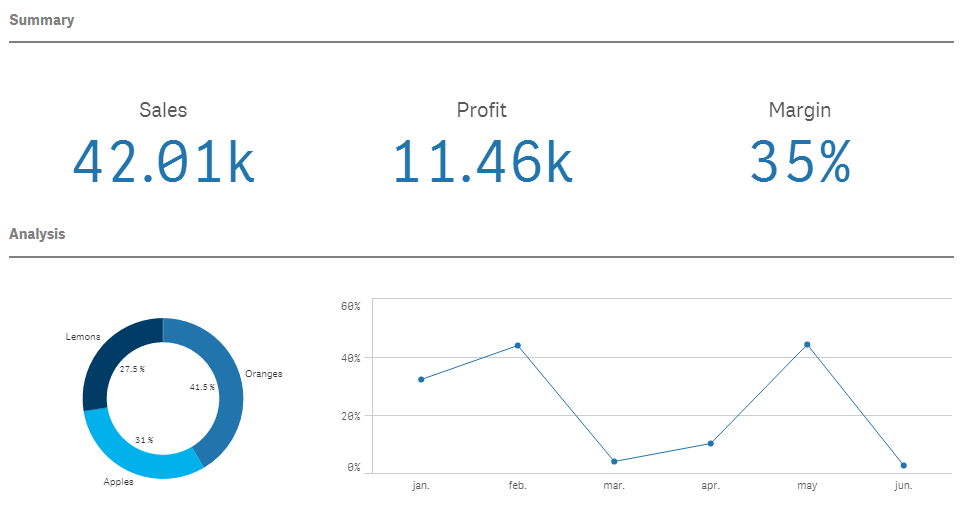 Summary
Sales
Profit
Margin
42.01k
11.46k
35%
Analysis
Lemons
27.5 %
41.5 %
Oranges
31 %
Apples
60%
40%
20%
0%
jan.
feb.
mar.
apr.
may
jun.